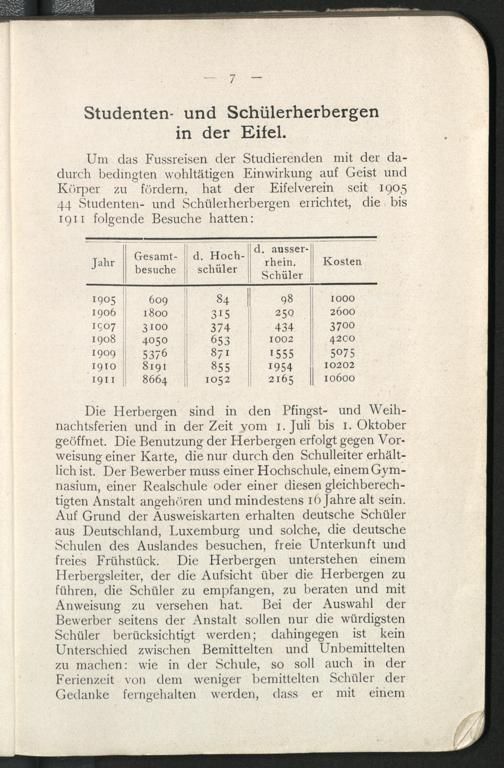 — 7 —
Studenten- und Schülerherbergen
in der Eifel.
Um das Fussreisen der Studierenden mit der da-
durch bedingten wohltätigen Einwirkung auf Geist und
Körper zu fördern, hat der Eifelverein seit 1905
44 Studenten- und Schülerherbergen errichtet, die bis
1911 folgende Besuche hatten:
Jahr Gesamt-besuche d. Hoch-schüler d. ausser-rhein. Schüler Kosten
1905 609 84 98 1000
1906 1800 315 250 2600
1907 3100 374 434 3700
1908 4050 653 1002 4200
1909 5376 871 1555 5075
1910 8191 855 1954 10202
1911 8664 1052 2165 10600
Die Herbergen sind in den Pfingst- und Weih-
nachtsferien und in der Zeit vom 1. Juli bis 1. Oktober
geöffnet. Die Benutzung der Herbergen erfolgt gegen Vor-
weisung einer Karte, die nur durch den Schulleiter erhält-
lich ist. Der Bewerber muss einer Hochschule, einem Gym-
nasium, einer Realschule oder einer diesen gleichberech-
tigten Anstalt angehören und mindestens 16 Jahre alt sein.
Auf Grund der Ausweiskarten erhalten deutsche Schüler
aus Deutschland, Luxemburg und solche, die deutsche
Schulen des Auslandes besuchen, freie Unterkunft und
freies Frühstück. Die Herbergen unterstehen einem
Herbergsleiter, der die Aufsicht über die Herbergen zu
führen, die Schüler zu empfangen, zu beraten und mit
Anweisung zu versehen hat. Bei der Auswahl der
Bewerber seitens der Anstalt sollen nur die würdigsten
Schüler berücksichtigt werden; dahingegen ist kein
Unterschied zwischen Bemittelten und Unbemittelten
zu machen: wie in der Schule, so soll auch in der
Ferienzeit von dem weniger bemittelten Schüler der
Gedanke ferngehalten werden, dass er mit einem